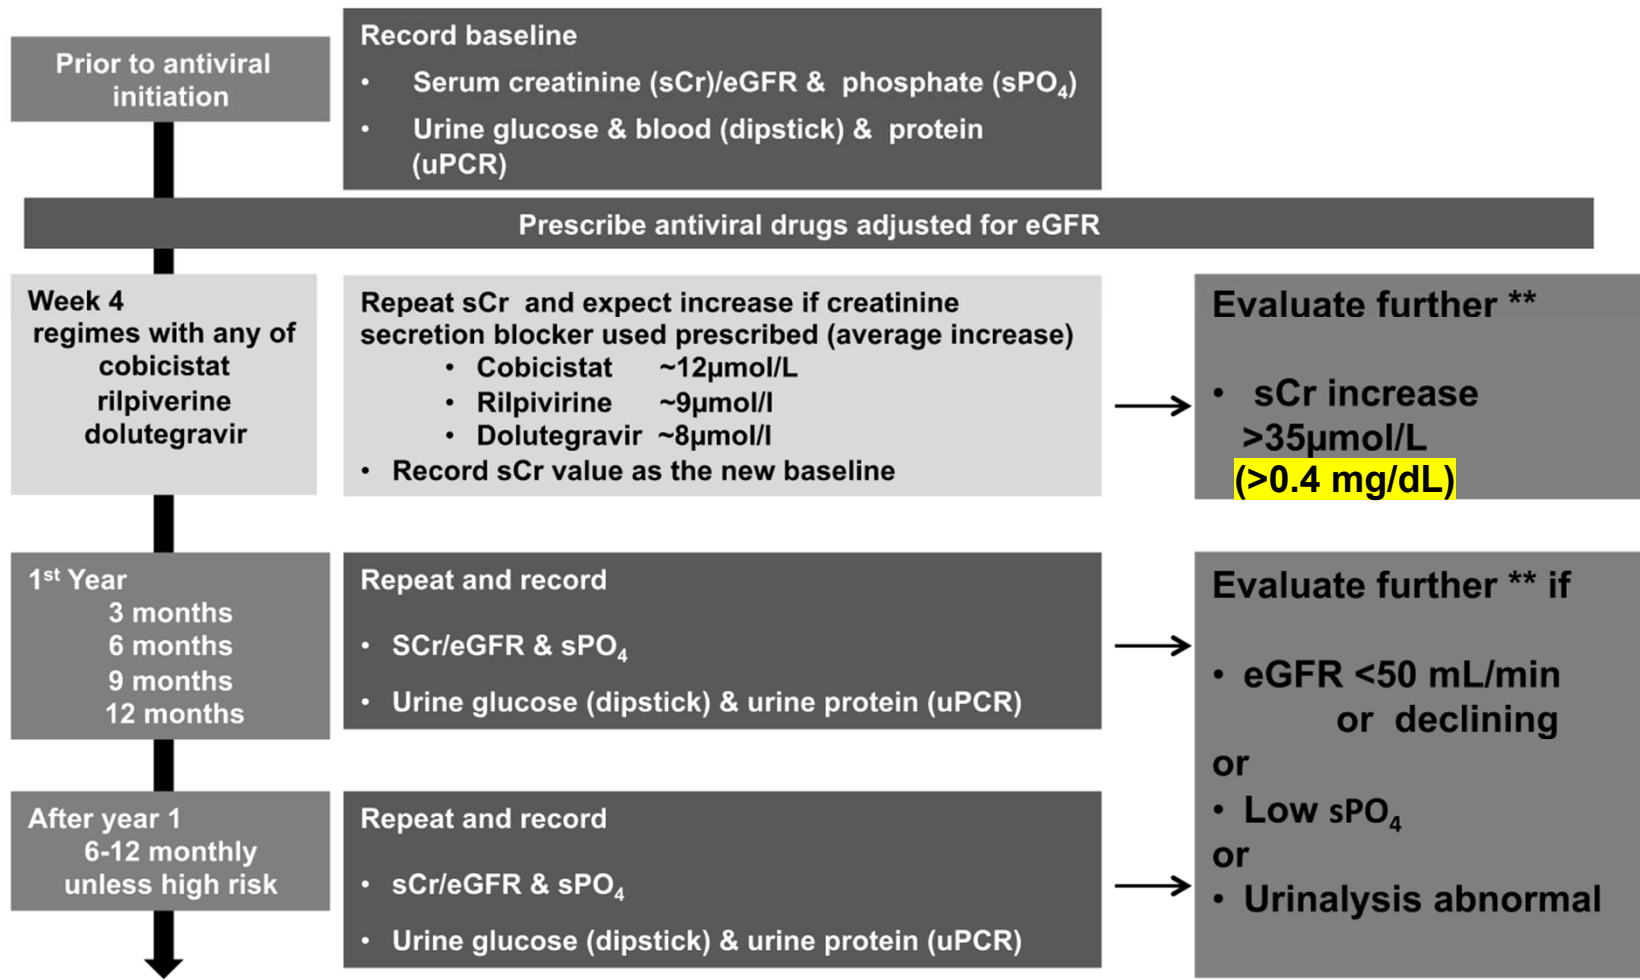 Prior to antiviral
initiation
Record baseline
• Serum creatinine (sCr)/eGFR & phosphate (sPO₄)
• Urine glucose & blood (dipstick) & protein
(uPCR)
Prescribe antiviral drugs adjusted for eGFR
Week 4
regimes with any of
cobicistat
rilpiverine
dolutegravir
Repeat sCr and expect increase if creatinine
secretion blocker used prescribed (average increase)
• Cobicistat ~12µmol/L
• Rilpivirine ~9µmol/l
• Dolutegravir ~8µmol/l
• Record sCr value as the new baseline
Evaluate further **
• sCr increase
>35µmol/L
(>0.4 mg/dL)
1st Year
3 months
6 months
9 months
12 months
Repeat and record
• SCr/eGFR & sPO₄
• Urine glucose (dipstick) & urine protein (uPCR)
Evaluate further ** if
• eGFR <50 mL/min
or declining
or
• Low sPO₄
or
• Urinalysis abnormal
After year 1
6-12 monthly
unless high risk
Repeat and record
• sCr/eGFR & sPO₄
• Urine glucose (dipstick) & urine protein (uPCR)